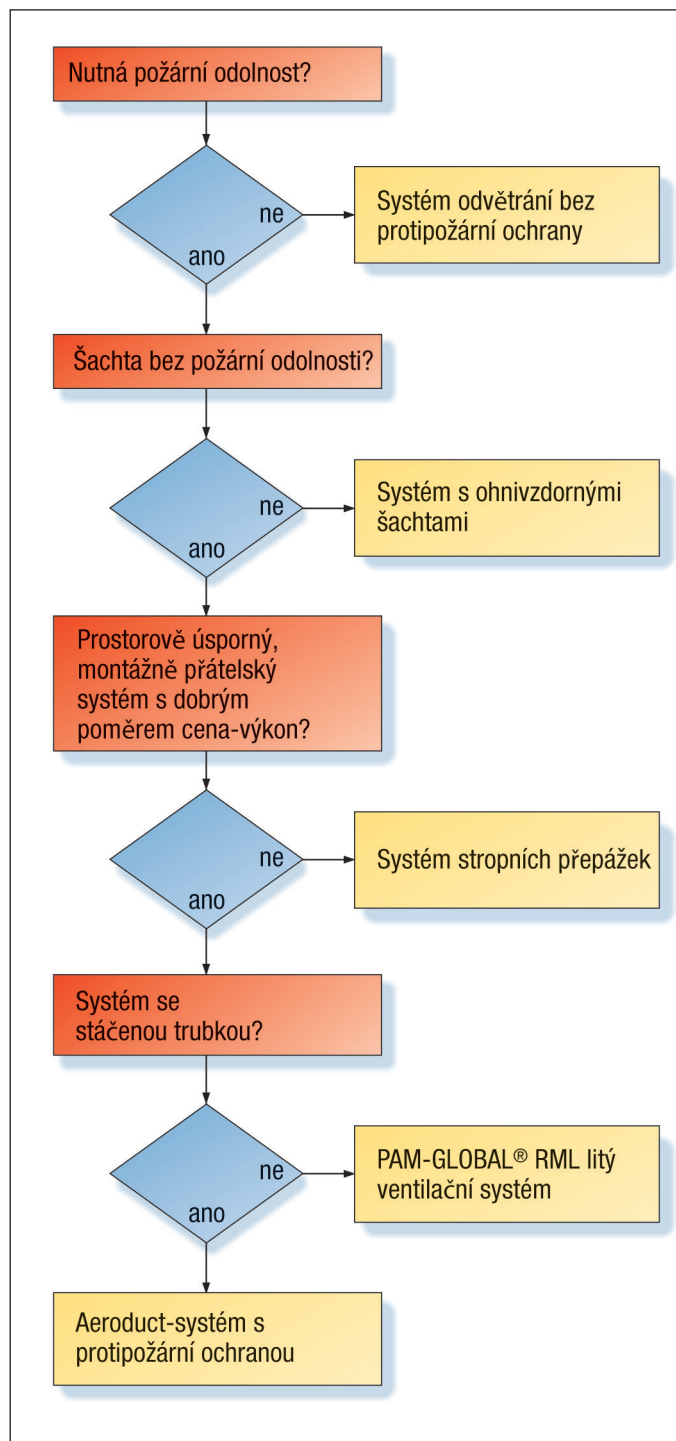 Nutná požární odolnost?
ne
ano
Systém odvětrání bez
protipožární ochrany
Šachta bez požární odolnosti?
ne
ano
Systém s ohnivzdornými
šachtami
Prostorově úsporný,
montážně přátelský
systém s dobrým
poměrem cena-výkon?
ne
ano
Systém stropních přepážek
Systém se
stáčenou trubkou?
ne
ano
PAM-GLOBAL® RML litý
ventilační systém
Aeroduct-systém s
protipožární ochranou